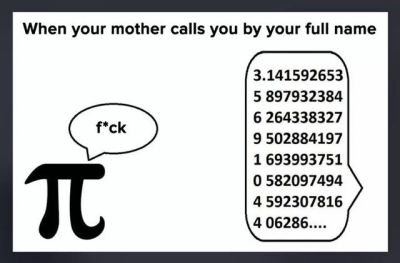 When your mother calls you by your full name
f*ck
π
3.141592653
5 897932384
6 264338327
9 502884197
1 693993751
0 582097494
4 592307816
4 06286....